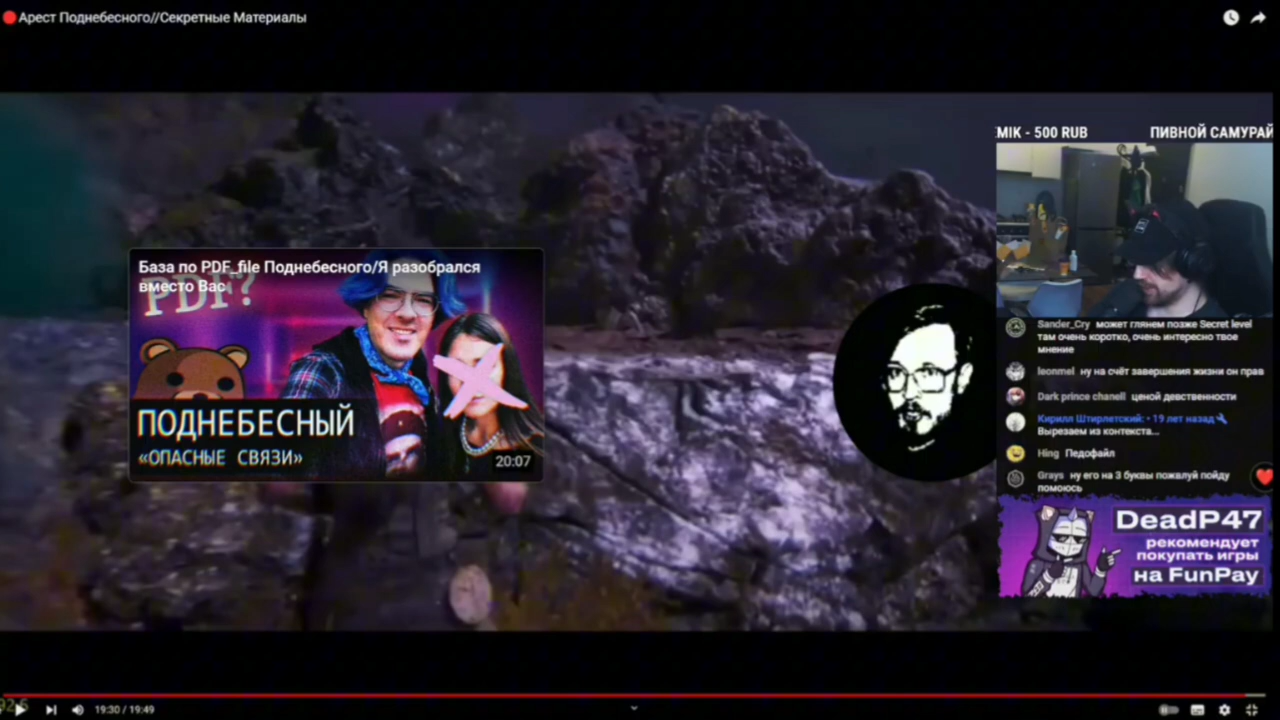 Арест Поднебесного//Секретные Материалы
MIK - 500 RUB ПИВНОЙ САМУРАЙ
База по PDF_file Поднебесного/Я разобрался
вместо Вас
PDF?
ПОДНЕБЕСНЫЙ
«ОПАСНЫЕ СВЯЗИ»
20:07
Sander_Cry может глянем позже Secret level
там очень коротко, очень интересно твое
мнение
leonmel ну на счёт завершения жизни он прав
Dark prince chanell ценой девственности
Кирилл Штирлетский: • 19 лет назад
Вырезаем из контекста...
Hing Педофайл
Grays ну его на 3 буквы пожалуй пойду
помоюсь
DeadP47
рекомендует
покупать игры
на FunPay
19:30 / 19:49